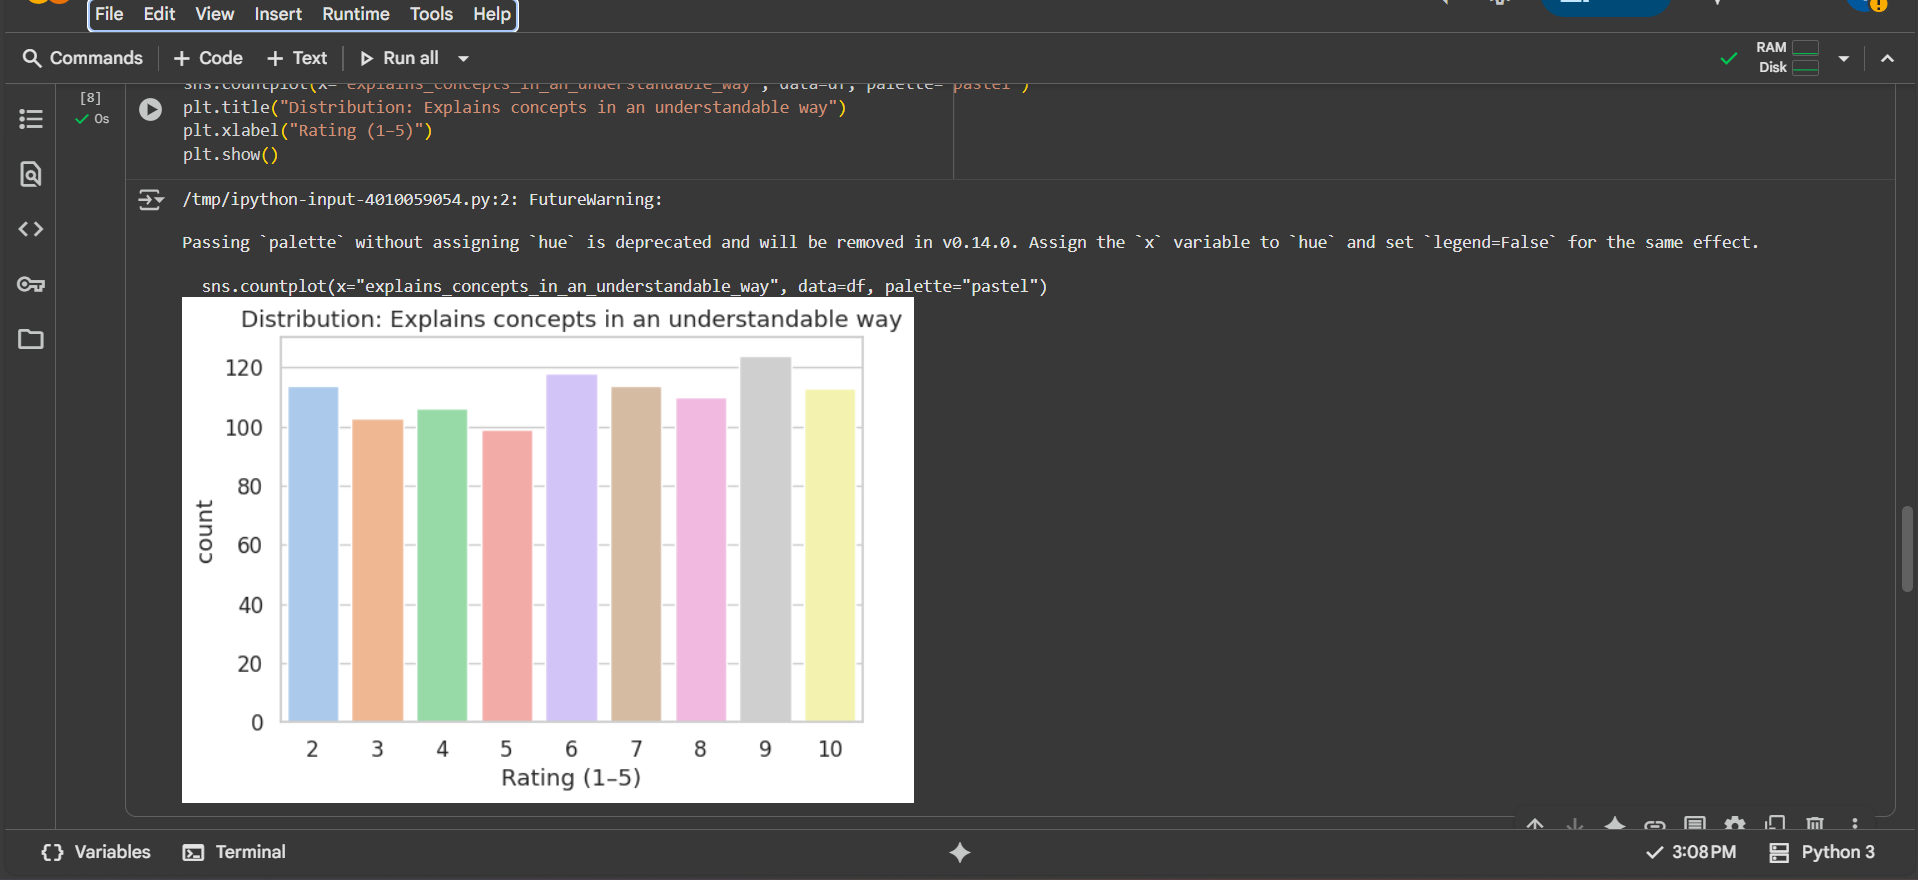 File Edit View Insert Runtime Tools Help
Commands + Code + Text Run all
RAM
Disk
[8]
0s
sns.countplot(x="explains_concepts_in_an_understandable_way", data=df, palette="pastel")
plt.title("Distribution: Explains concepts in an understandable way")
plt.xlabel("Rating (1–5)")
plt.show()
/tmp/ipython-input-4010059054.py:2: FutureWarning:
Passing `palette` without assigning `hue` is deprecated and will be removed in v0.14.0. Assign the `x` variable to `hue` and set `legend=False` for the same effect.
sns.countplot(x="explains_concepts_in_an_understandable_way", data=df, palette="pastel")
Distribution: Explains concepts in an understandable way
120
100
80
60
40
20
0
count
2 3 4 5 6 7 8 9 10
Rating (1–5)
Variables Terminal 3:08 PM Python 3